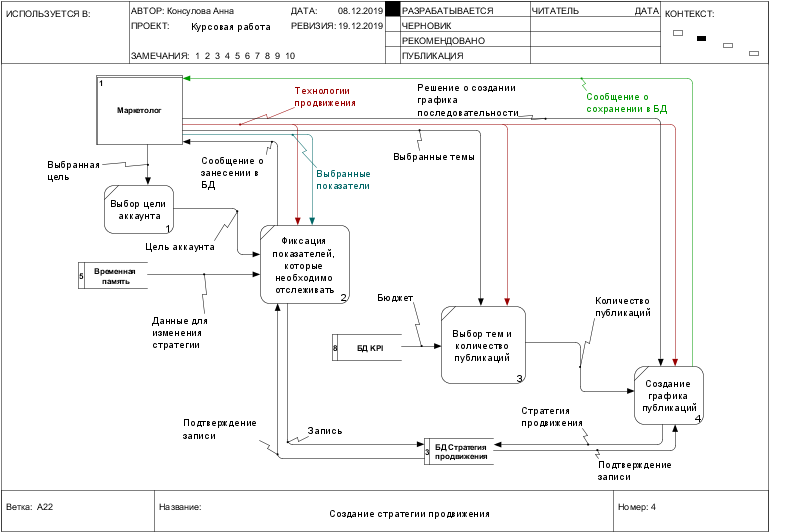 ИСПОЛЬЗУЕТСЯ В:
АВТОР: Консулова Анна
ДАТА: 08.12.2019
ПРОЕКТ: Курсовая работа
РЕВИЗИЯ: 19.12.2019
ЗАМЕЧАНИЯ: 1 2 3 4 5 6 7 8 9 10
РАЗРАБАТЫВАЕТСЯ
ЧЕРНОВИК
РЕКОМЕНДОВАНО
ПУБЛИКАЦИЯ
ЧИТАТЕЛЬ ДАТА
КОНТЕКСТ:
1
Маркетолог
Технологии
продвижения
Решение о создании
графика
последовательности
Сообщение о
сохранении в БД
Выбранные темы
Выбранная
цель
Сообщение о
занесении в
БД
Выбранные
показатели
Выбор цели
аккаунта
1
Цель аккаунта
Фиксация
показателей,
которые
необходимо
отслеживать
2
5
Временная
память
Данные для
изменения
стратегии
Бюджет
8
БД KPI
Выбор тем и
количество
публикаций
3
Количество
публикаций
Создание
графика
публикаций
4
Подтверждение
записи
Запись
3
БД Стратегия
продвижения
Стратегия
продвижения
Подтверждение
записи
Ветка: А22
Название:
Создание стратегии продвижения
Номер: 4